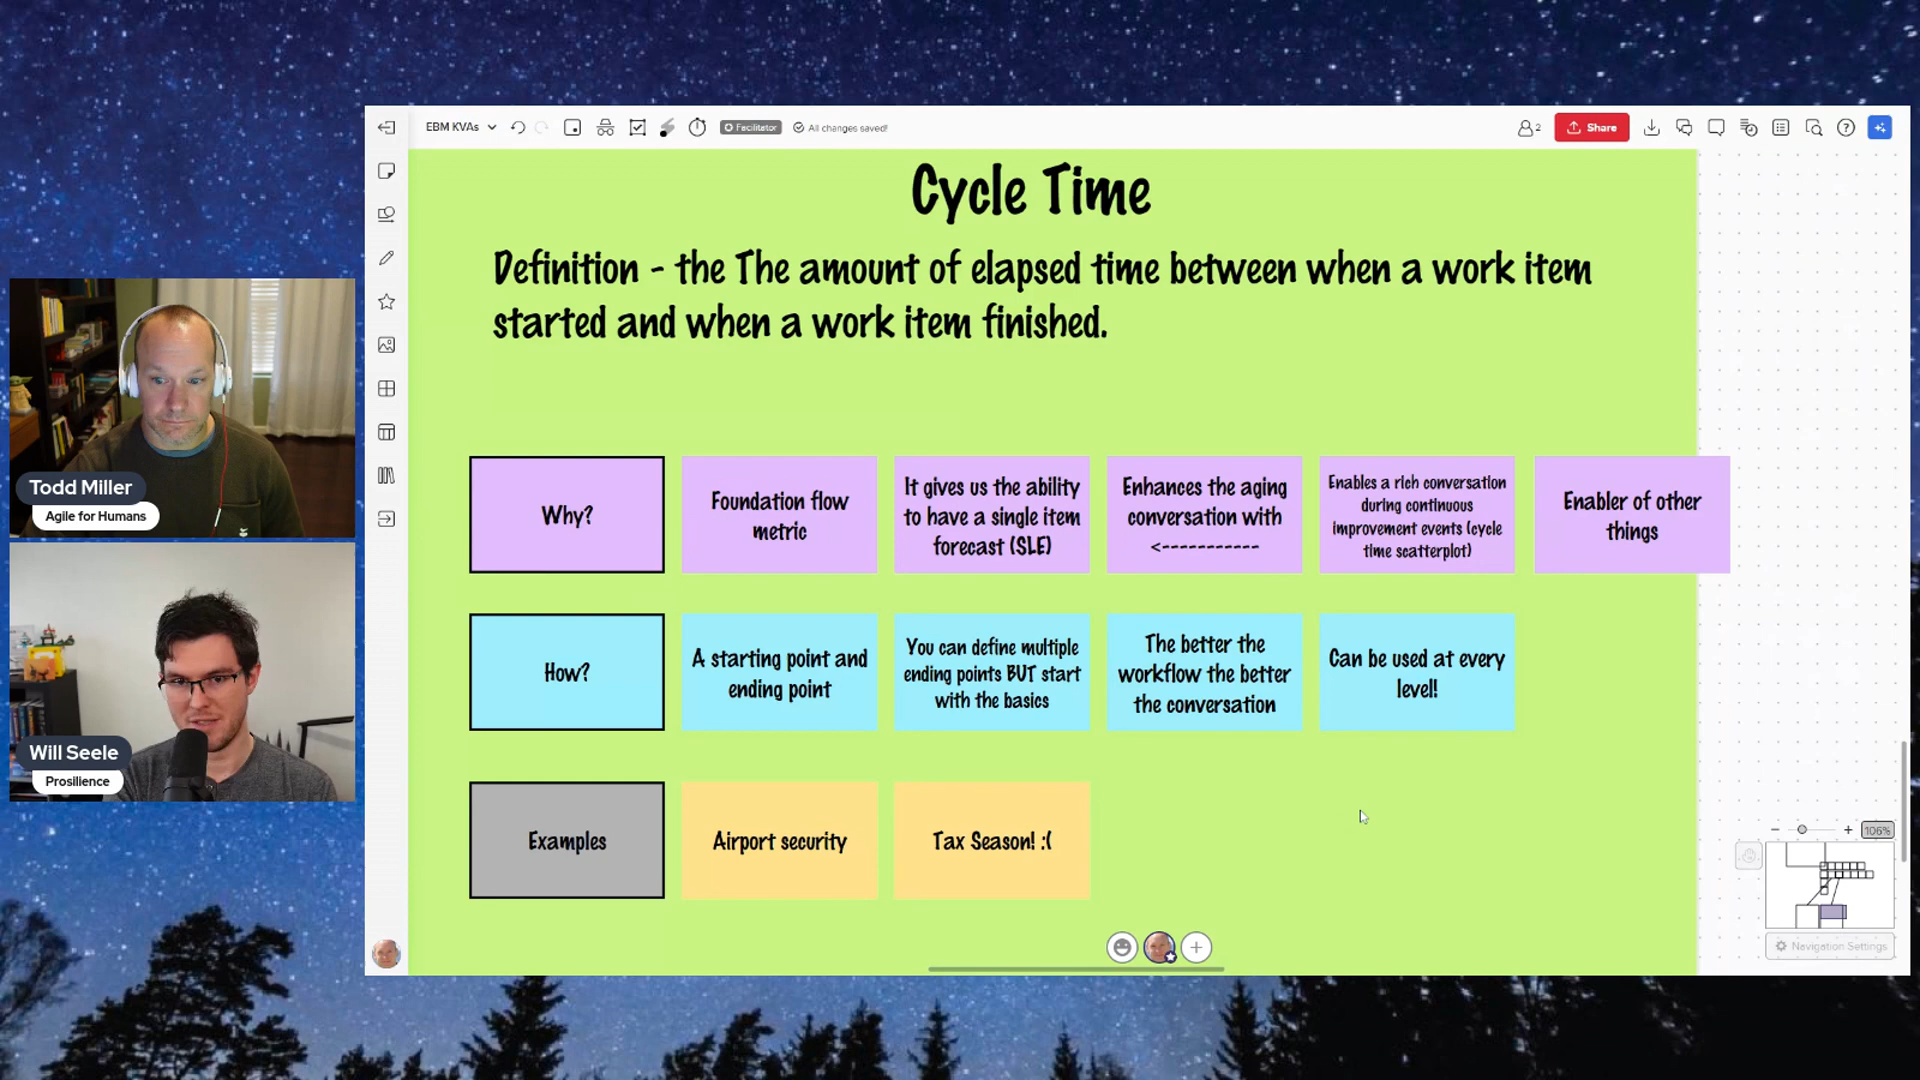 EBM KVAs
Facilitator
All changes saved!
2
Share
Cycle Time
Definition - the The amount of elapsed time between when a work item
started and when a work item finished.
Why?
Foundation flow
metric
It gives us the ability
to have a single item
forecast (SLE)
Enhances the aging
conversation with
<-----------
Enables a rich conversation
during continuous
improvement events (cycle
time scatterplot)
Enabler of other
things
How?
A starting point and
ending point
You can define multiple
ending points BUT start
with the basics
The better the
workflow the better
the conversation
Can be used at every
level!
Examples
Airport security
Tax Season! :(
Todd Miller
Agile for Humans
Will Seele
Prosilience
106%
Navigation Settings